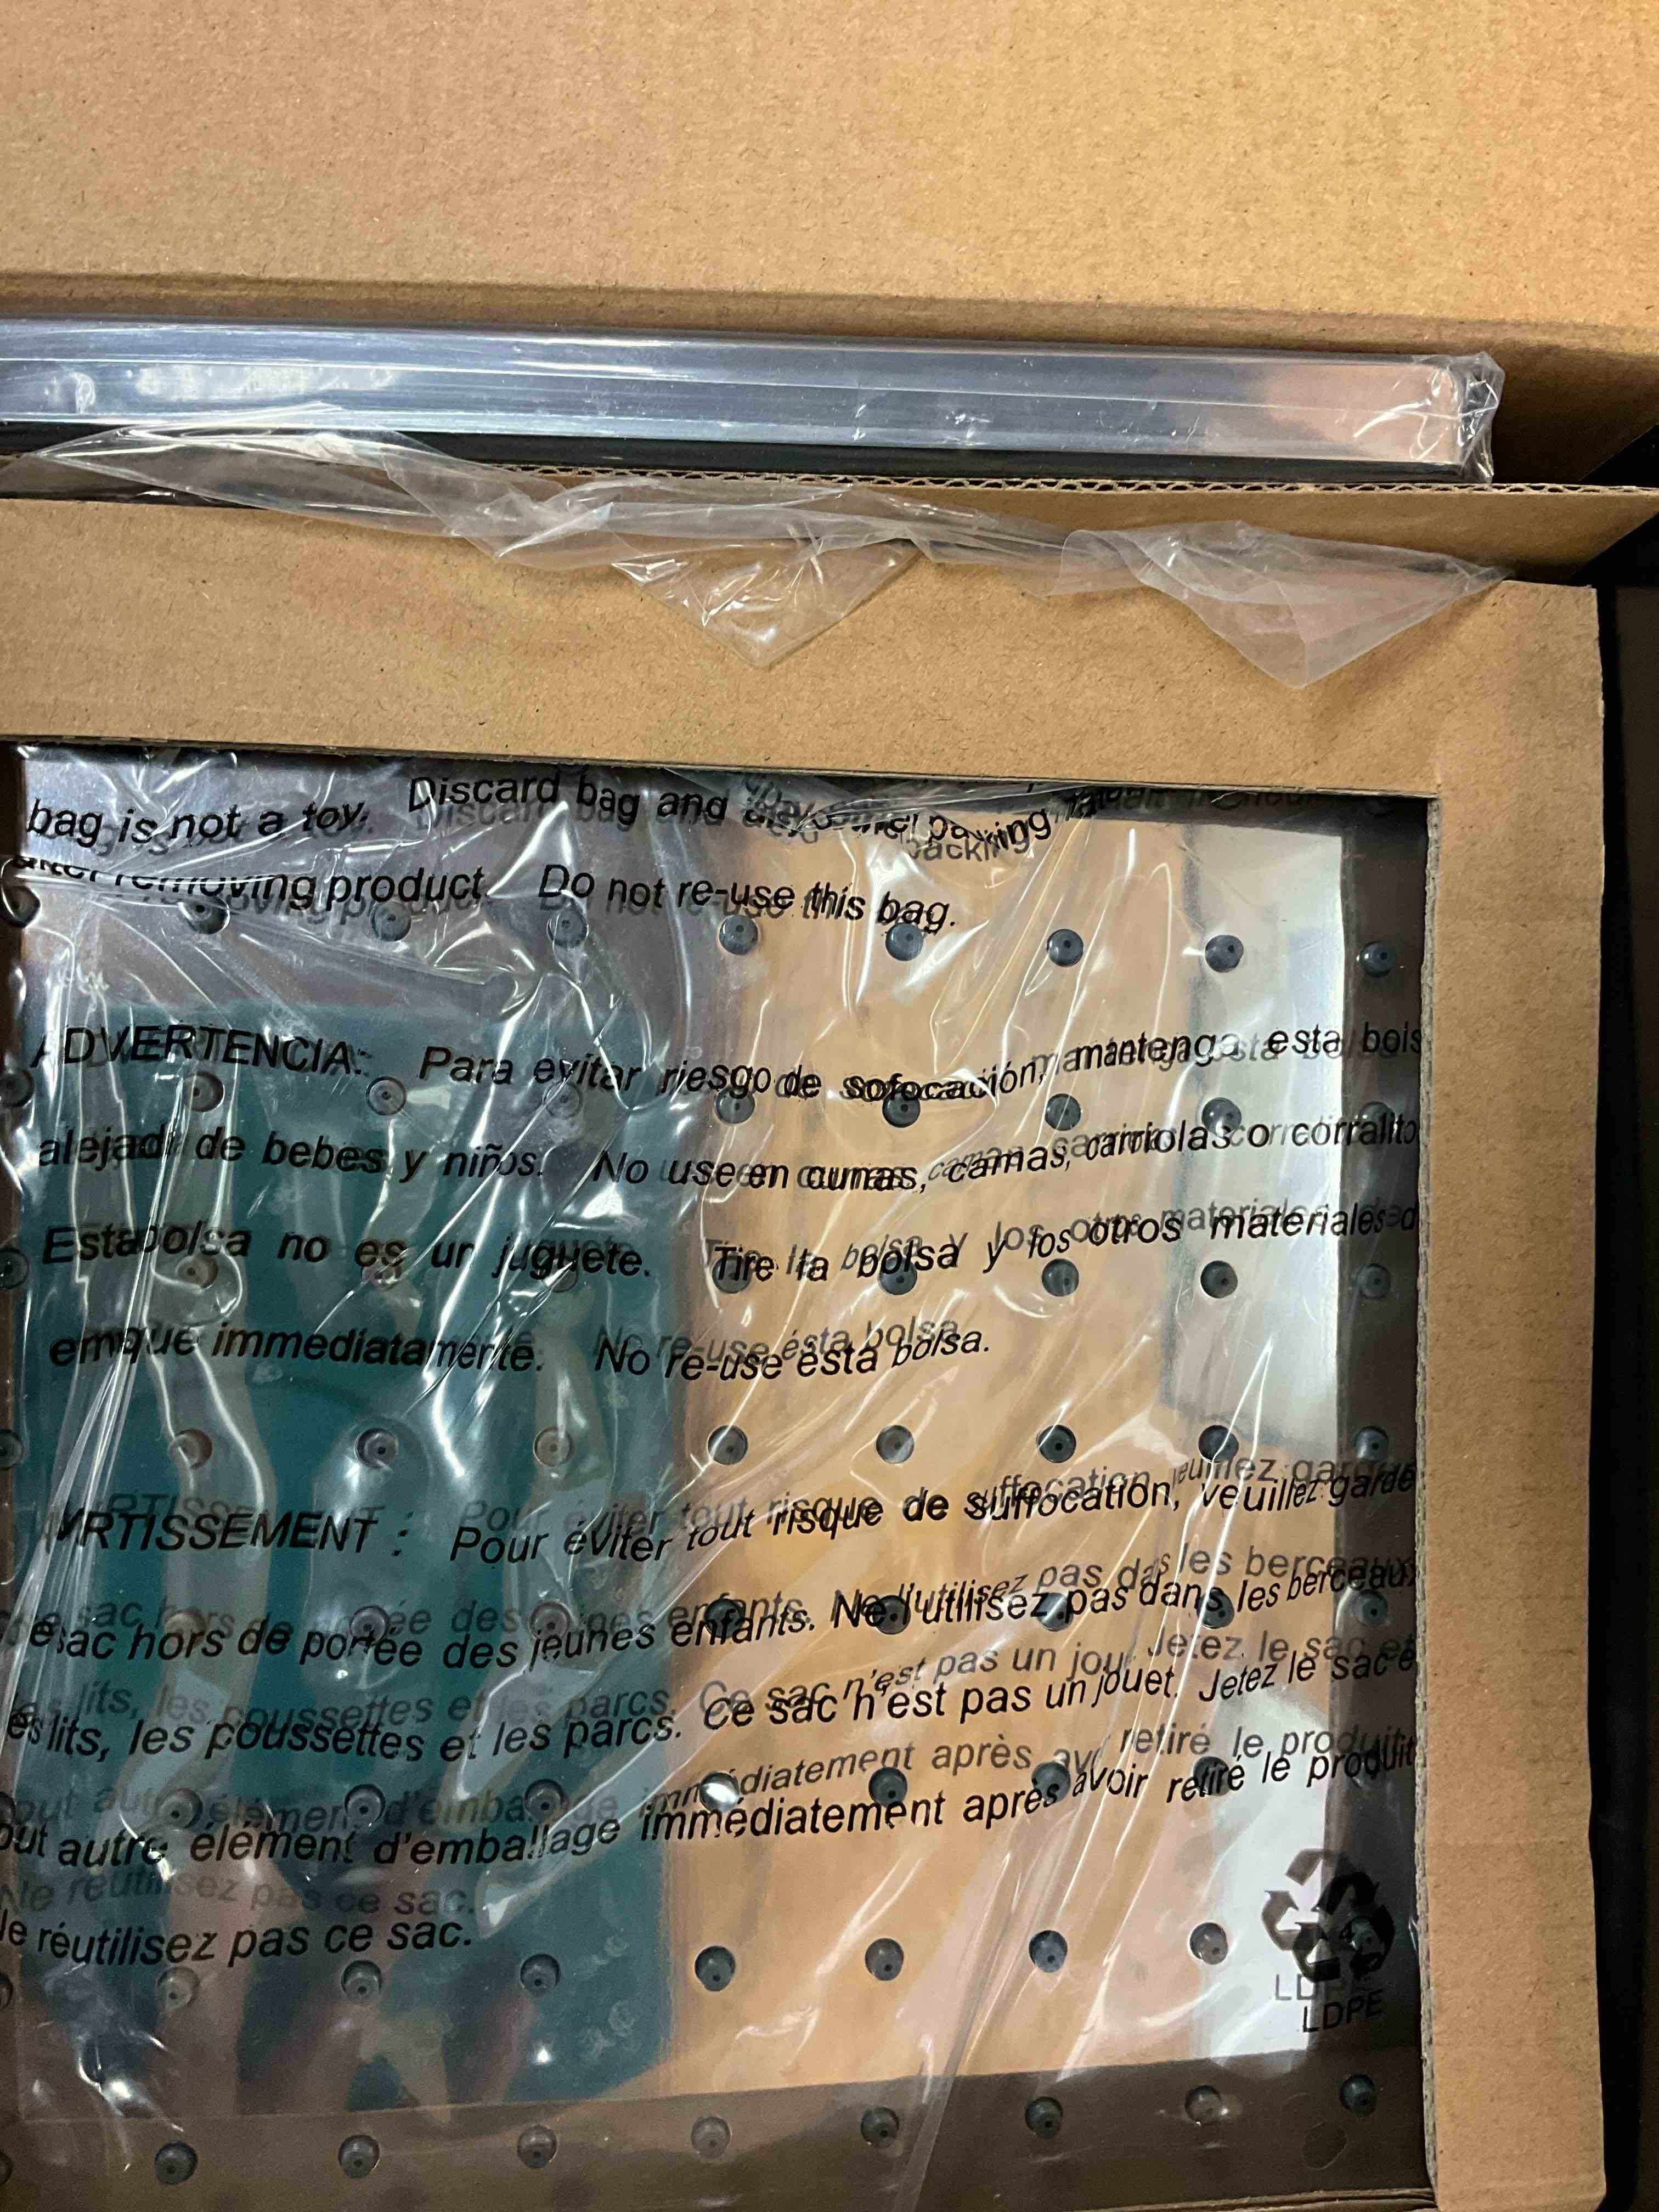 bag is not a toy. Discard bag and packing
removing product. Do not re-use this bag.
ADVERTENCIA: Para evitar riesgo de sofocación, mantenga esta bols
alejad de bebes y niños. No use en cunas, camas, carriolas o corralito
Esta bolsa no es un juguete. Tire la bolsa y los otros materiales d
empque immediatamente. No re-use ésta bolsa.
RTISSEMENT : Pour éviter tout risque de suffocation, veuillez garde
e sac hors de portée des jeunes enfants. Ne l'utilisez pas dans les berceaux
es lits, les poussettes et les parcs. Ce sac n'est pas un jouet. Jetez le sac e
out autre élément d'emballage immédiatement après avoir retiré le produit
Ne réutilisez pas ce sac.
4
LDPE